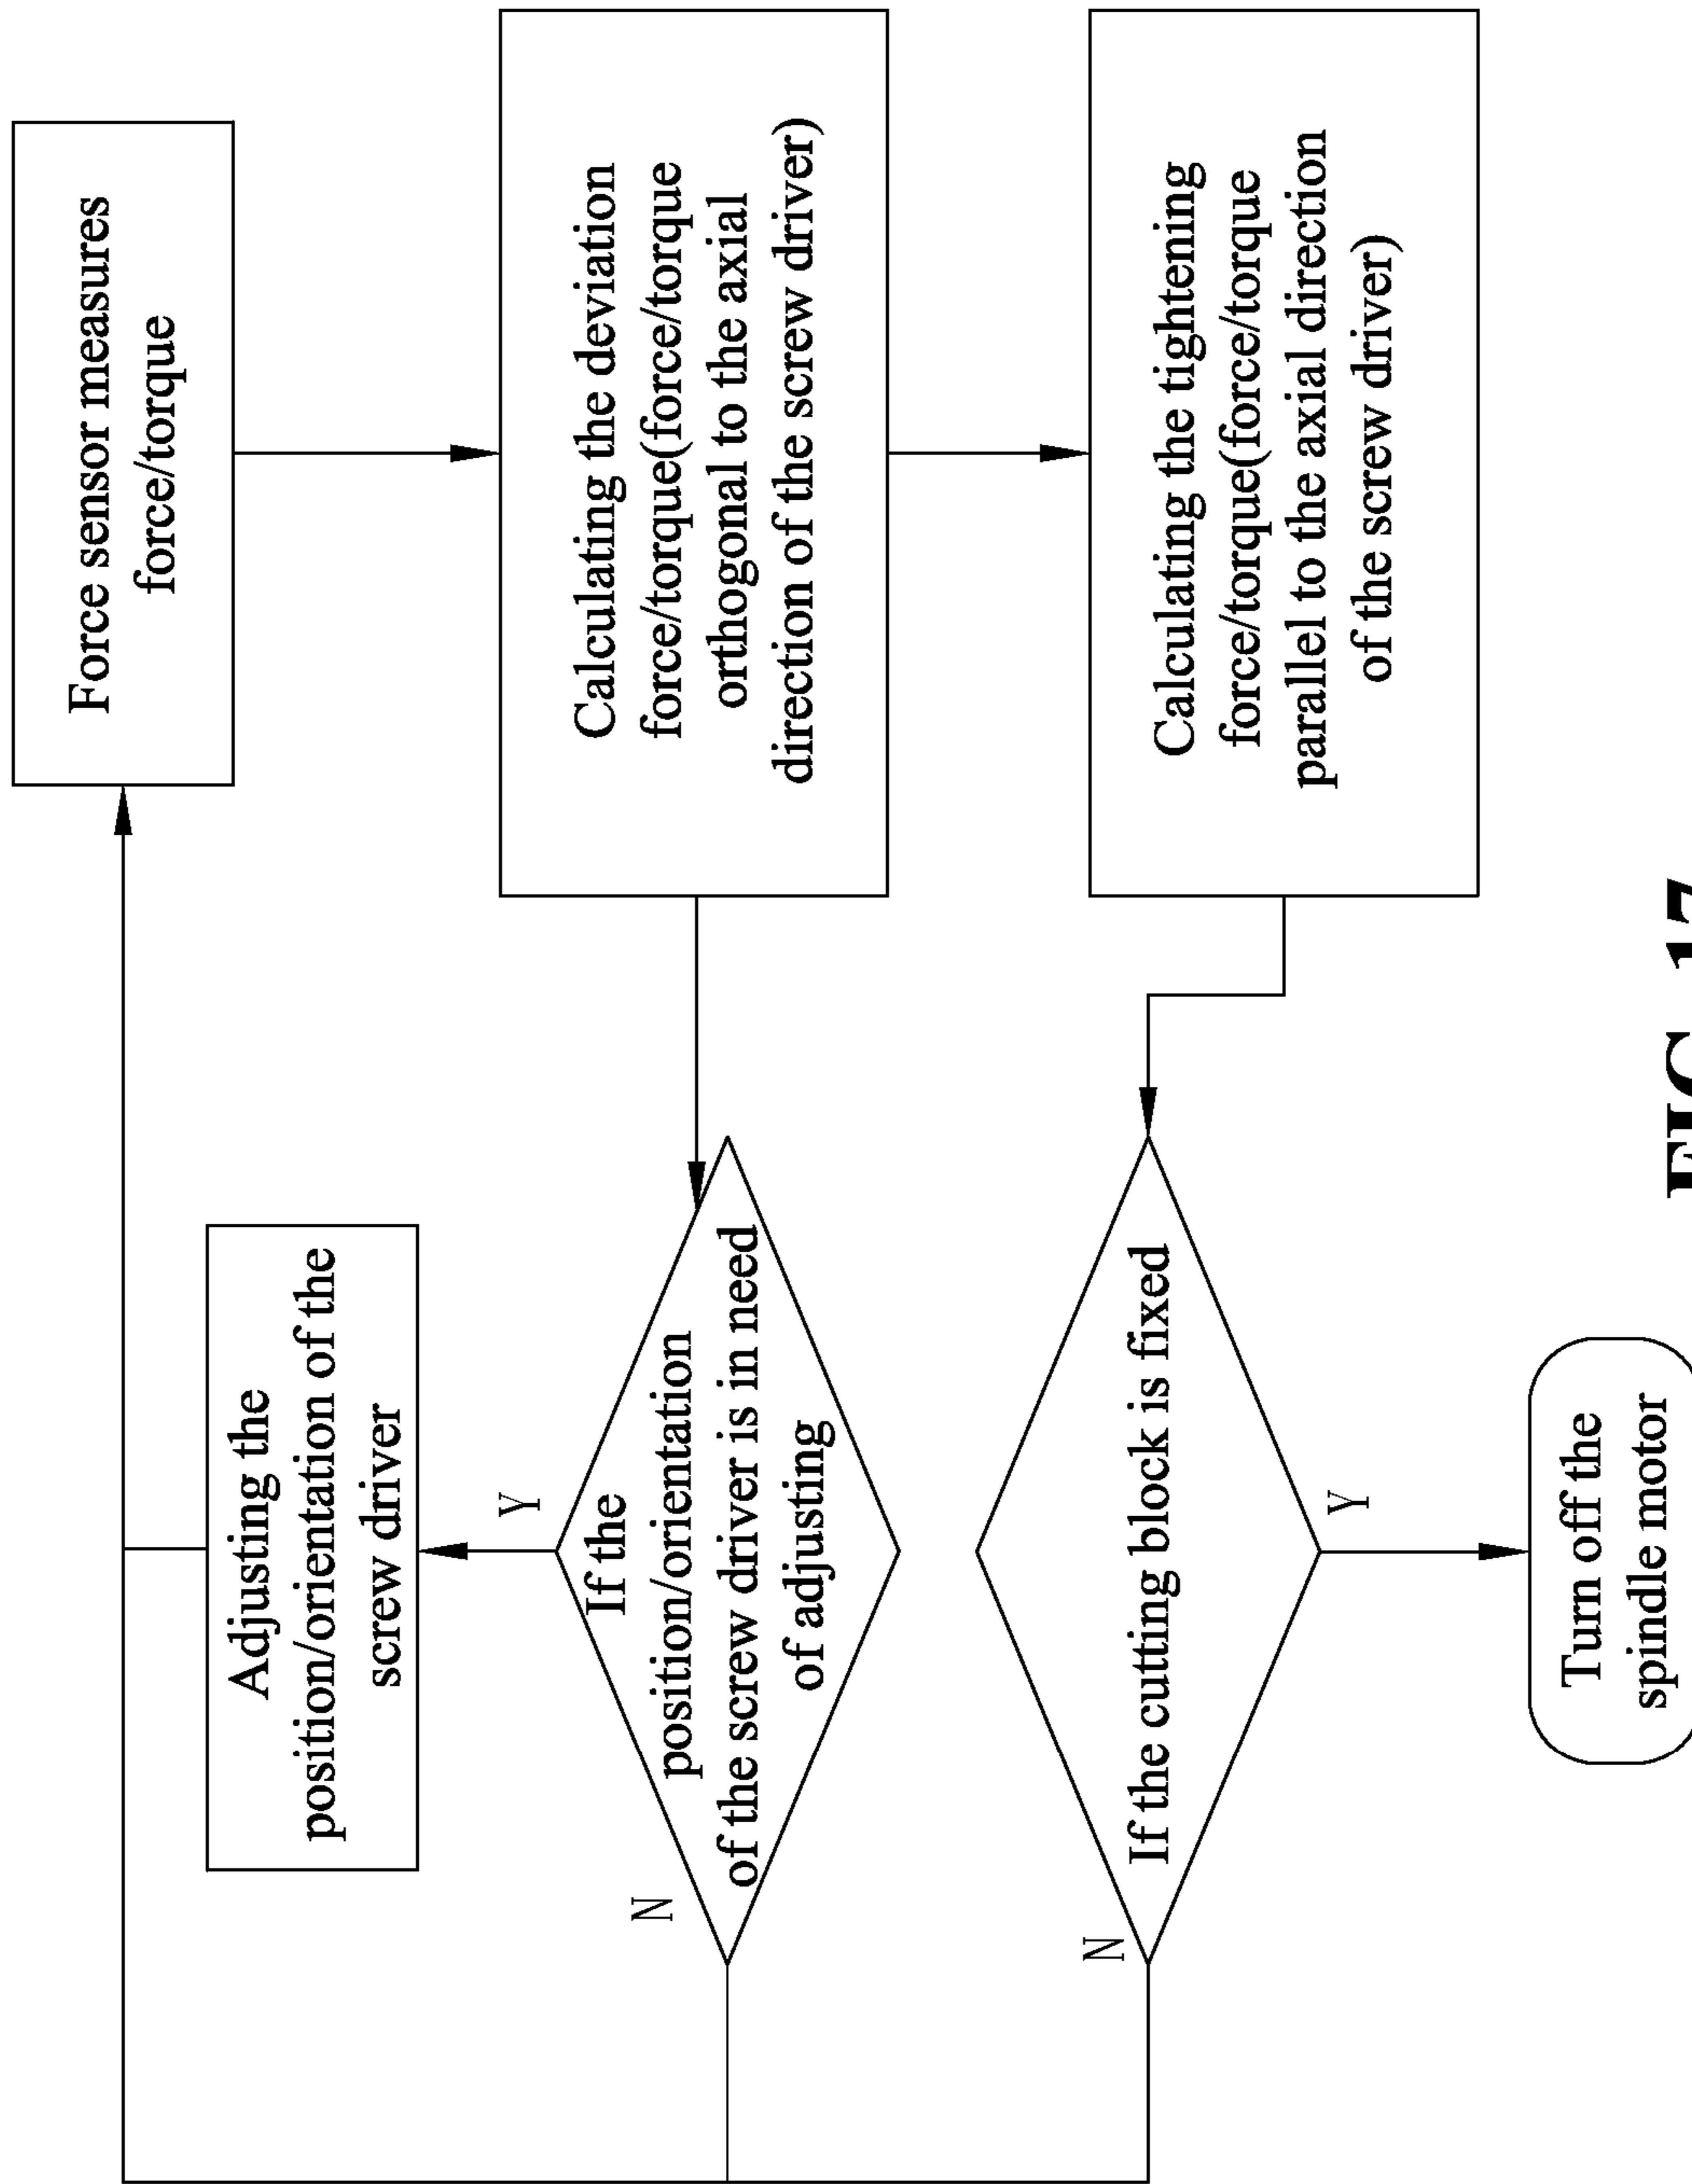 Force sensor measures
force/torque
Calculating the deviation
force/torque(force/torque
orthogonal to the axial
direction of the screw driver)
Calculating the tightening
force/torque(force/torque
parallel to the axial direction
of the screw driver)
Adjusting the
position/orientation of the
screw driver
Y
If the
position/orientation
of the screw driver is in need
of adjusting
N
If the cutting block is fixed
N
Y
Turn off the
spindle motor
FIG. 17